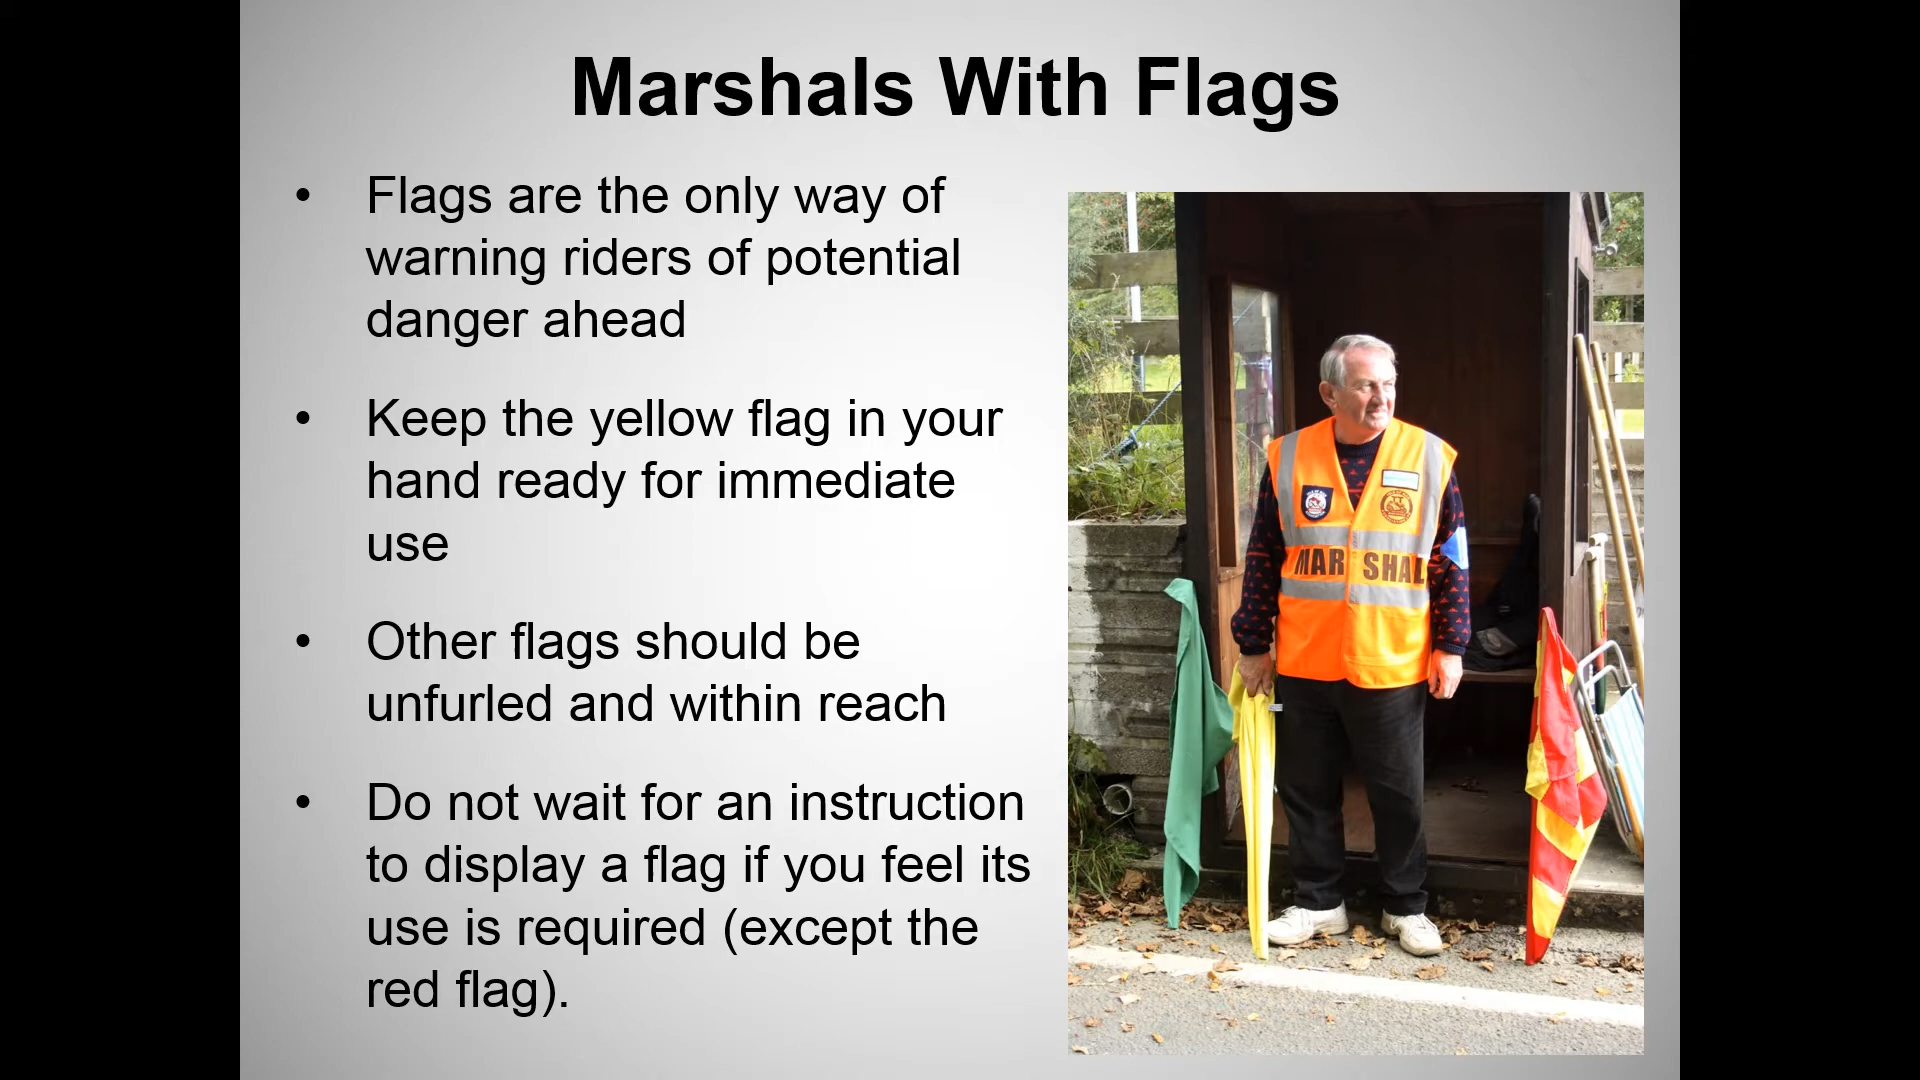 Marshals With Flags
• Flags are the only way of
warning riders of potential
danger ahead
• Keep the yellow flag in your
hand ready for immediate
use
• Other flags should be
unfurled and within reach
• Do not wait for an instruction
to display a flag if you feel its
use is required (except the
red flag).
MARSHAL